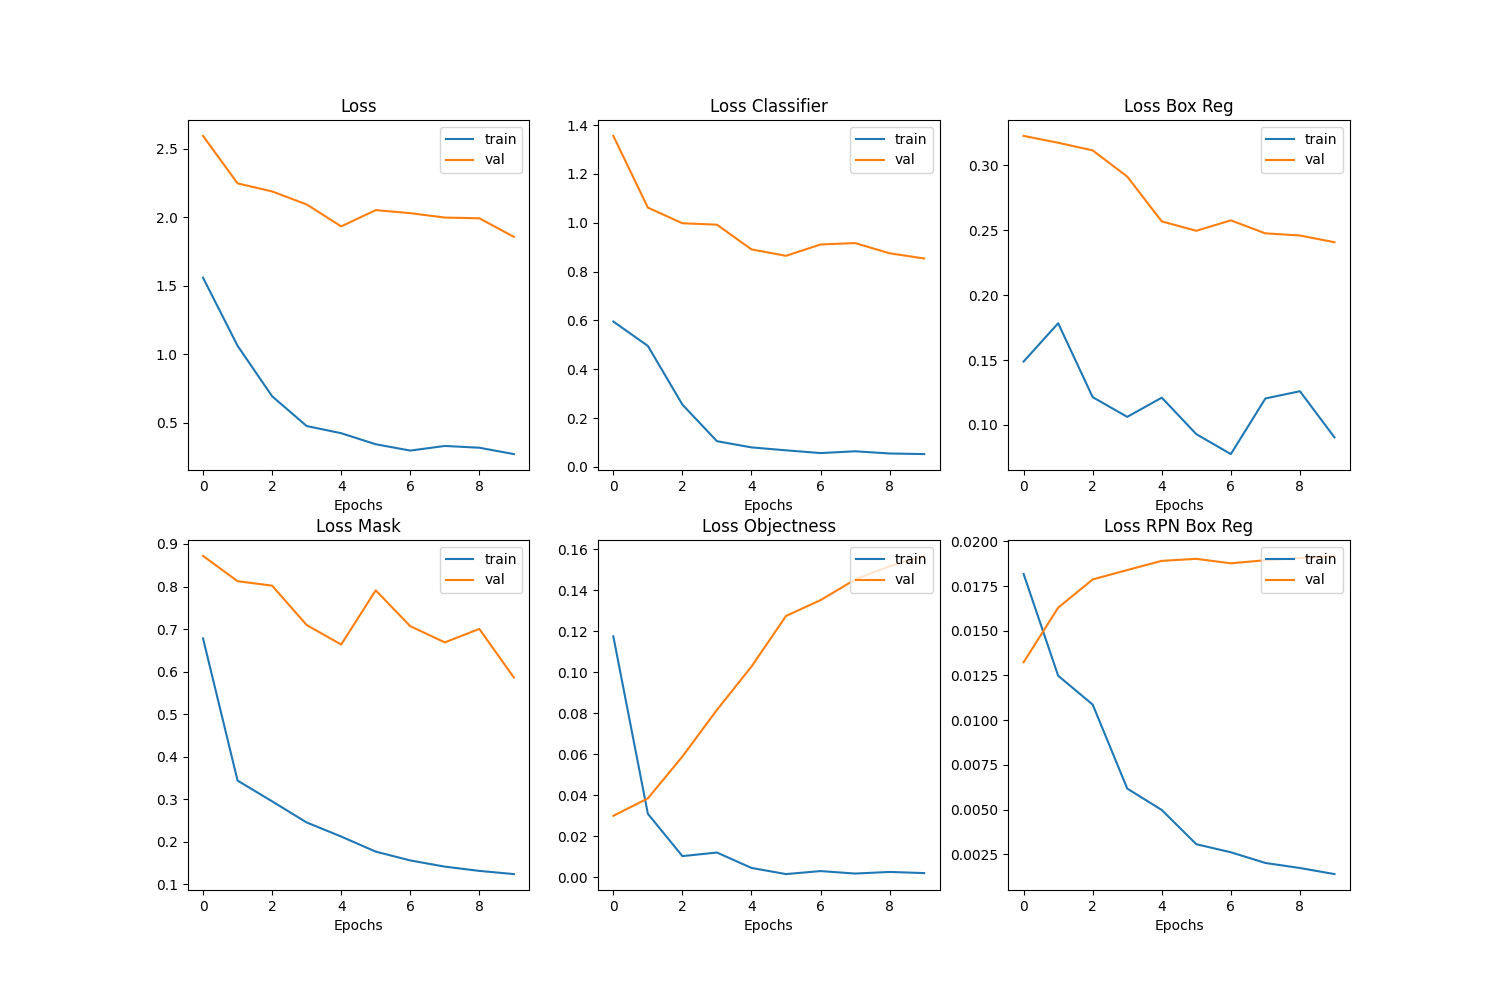 Loss
Loss Classifier
Loss Box Reg
train
val
train
val
train
val
2.5
2.0
1.5
1.0
0.5
1.4
1.2
1.0
0.8
0.6
0.4
0.2
0.0
0.30
0.25
0.20
0.15
0.10
0 2 4 6 8
0 2 4 6 8
0 2 4 6 8
Epochs
Epochs
Epochs
Loss Mask
Loss Objectness
Loss RPN Box Reg
train
val
train
val
train
val
0.9
0.8
0.7
0.6
0.5
0.4
0.3
0.2
0.1
0.16
0.14
0.12
0.10
0.08
0.06
0.04
0.02
0.00
0.0200
0.0175
0.0150
0.0125
0.0100
0.0075
0.0050
0.0025
0 2 4 6 8
0 2 4 6 8
0 2 4 6 8
Epochs
Epochs
Epochs